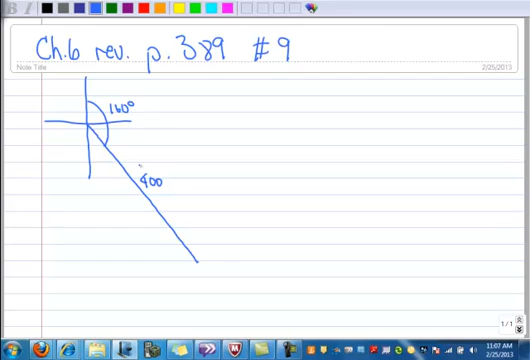 B I
Ch.6 rev. p. 389 #9
Note Title
2/25/2013
160°
400
1/1
11:07 AM
2/25/2013